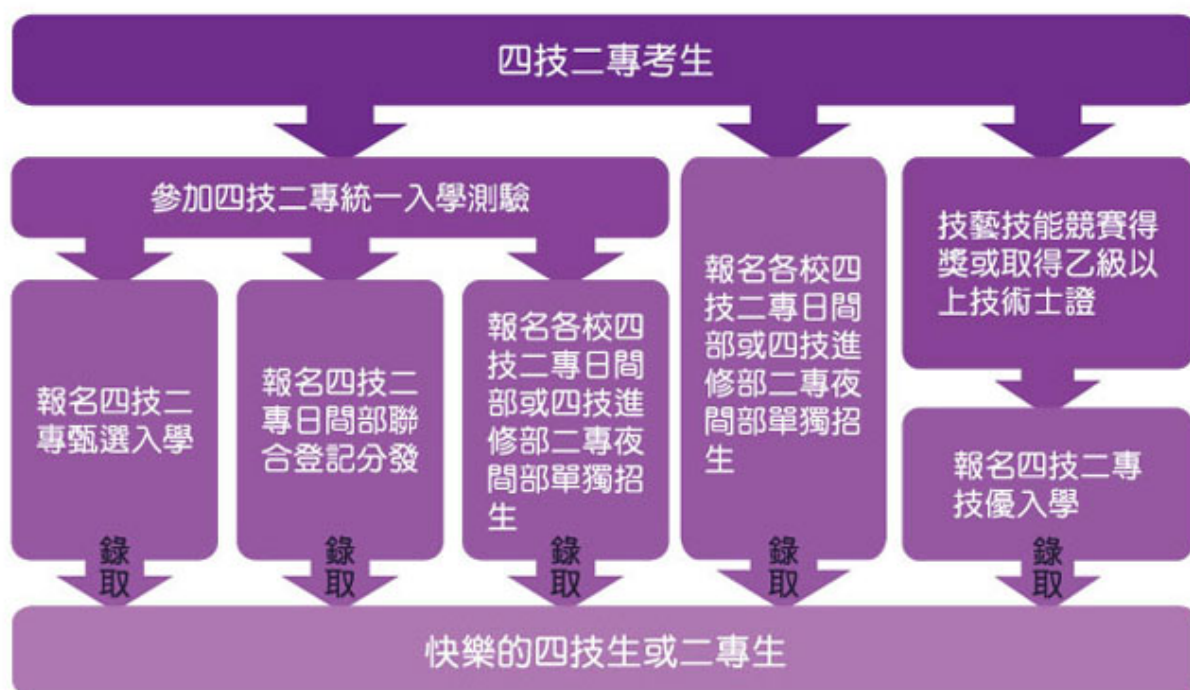 四技二專考生
參加四技二專統一入學測驗
報名四技二
專甄選入學
錄
取
報名四技二
專日間部聯
合登記分發
錄
取
報名各校四
技二專日間
部或四技進
修部二專夜
間部單獨招
生
錄
取
報名各校四
技二專日間
部或四技進
修部二專夜
間部單獨招
生
錄
取
技藝技能競賽得
獎或取得乙級以
上技術士證
報名四技二專
技優入學
錄
取
快樂的四技生或二專生